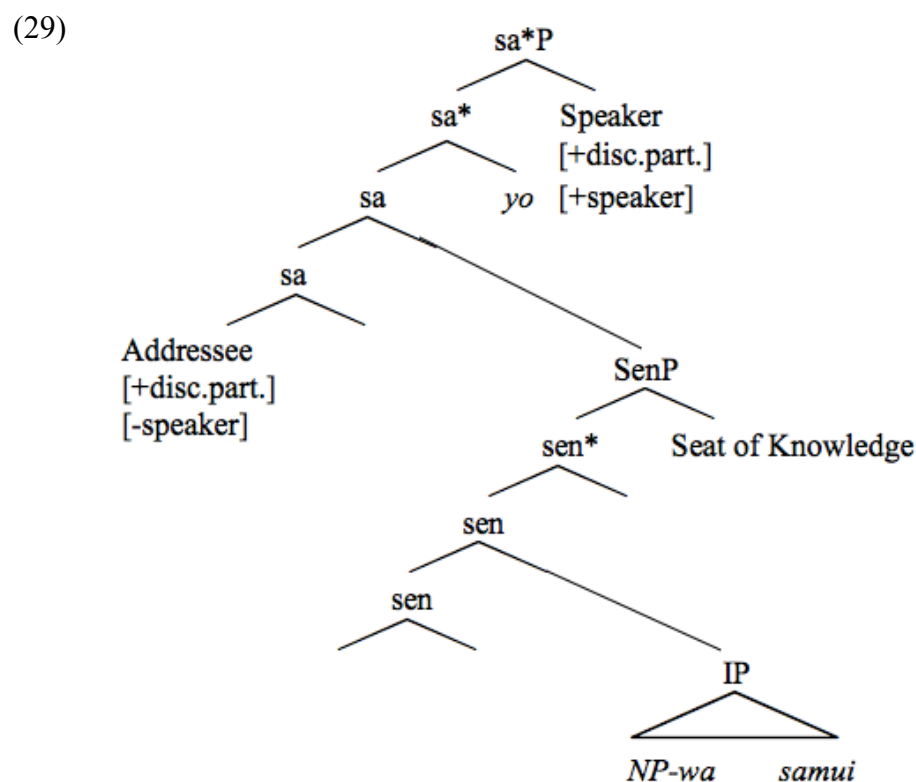 (29)
sa*P
sa* Speaker
[+disc.part.]
sa yo [+speaker]
sa
Addressee
[+disc.part.]
[-speaker]
SenP
sen* Seat of Knowledge
sen
sen
IP
NP-wa samui